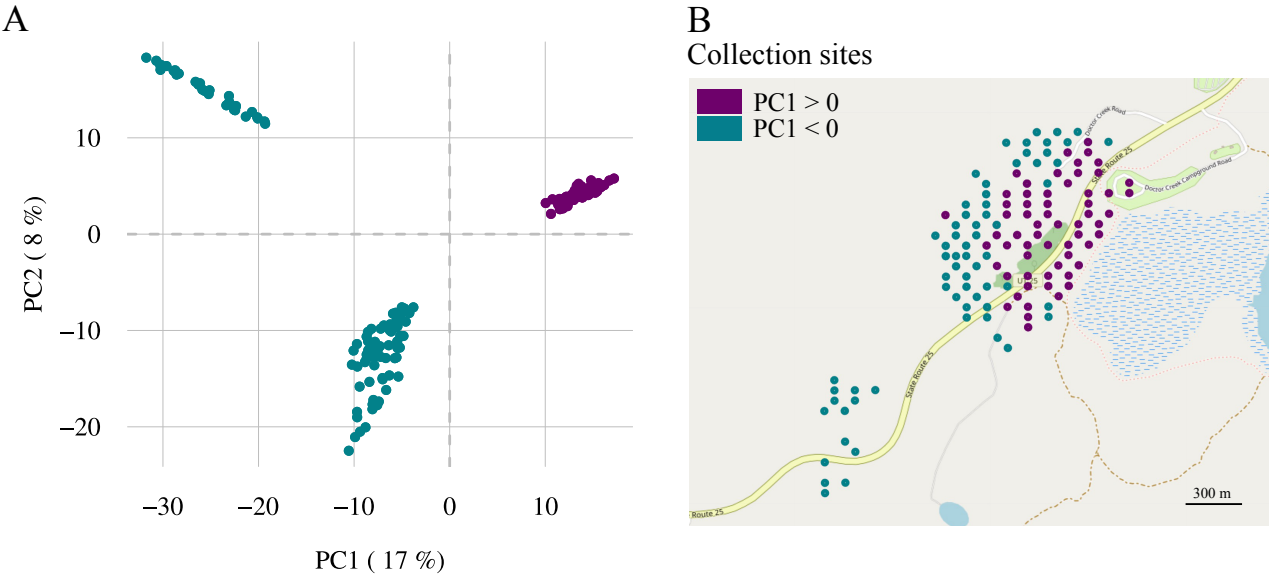 A
10
0
−10
−20
−30
−20
−10
0
10
PC2 ( 8 %)
PC1 ( 17 %)
B
Collection sites
PC1 > 0
PC1 < 0
Doctor Creek Road
State Route 25
Doctor Creek Campground Road
State Route 25
Route 25
300 m